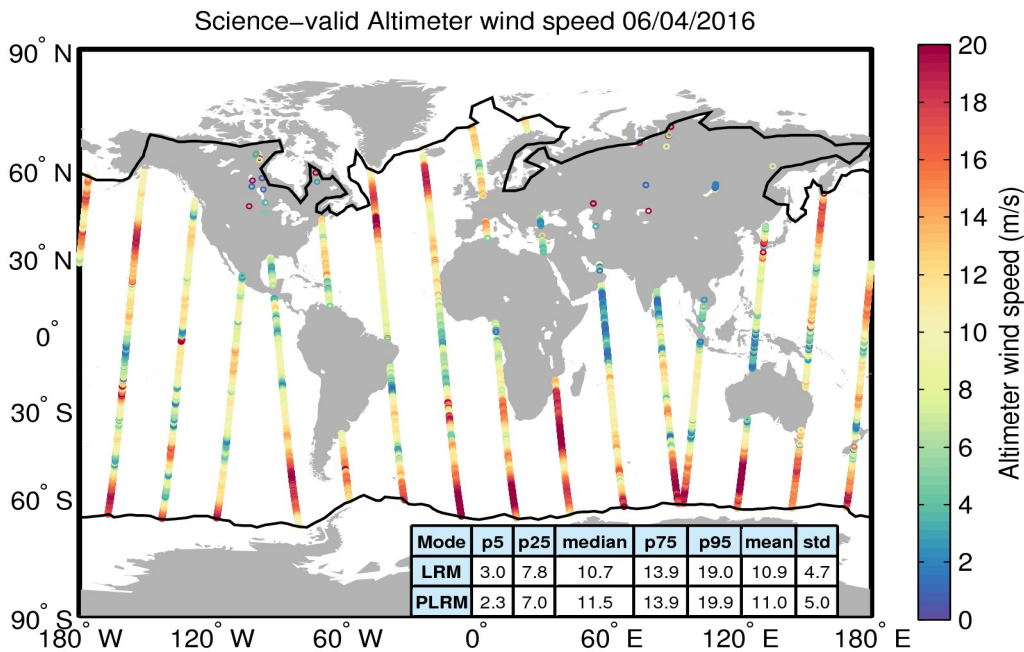 Science−valid Altimeter wind speed 06/04/2016
90° N
60° N
30° N
0°
30° S
60° S
90° S
180° W
120° W
60° W
0°
60° E
120° E
180° E
Mode p5 p25 median p75 p95 mean std
LRM 3.0 7.8 10.7 13.9 19.0 10.9 4.7
PLRM 2.3 7.0 11.5 13.9 19.9 11.0 5.0
20
18
16
14
12
10
8
6
4
2
0
Altimeter wind speed (m/s)